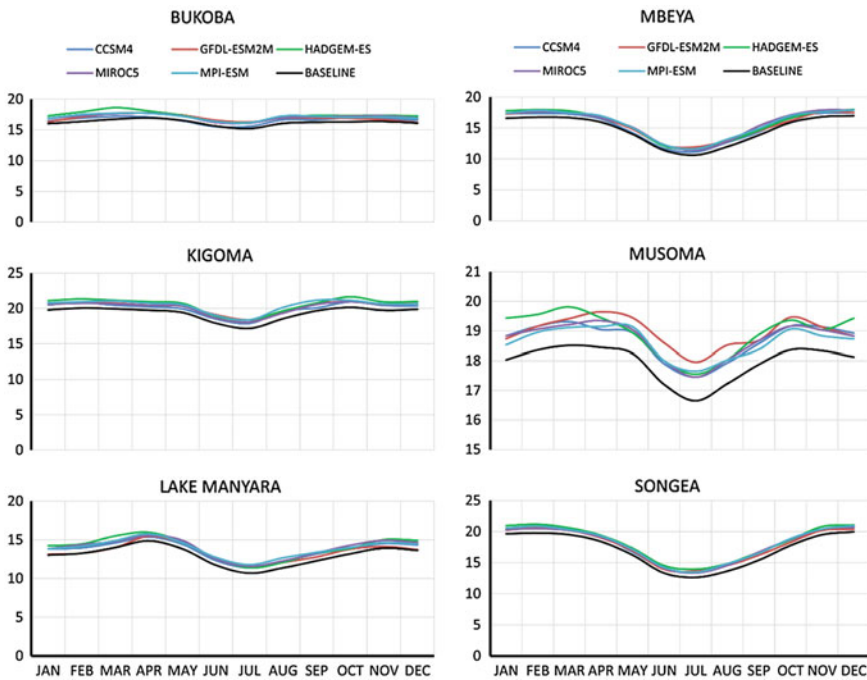 BUKOBA
CCSM4 GFDL-ESM2M HADGEM-ES
MIROC5 MPI-ESM BASELINE
20
15
10
5
0
MBEYA
CCSM4 GFDL-ESM2M HADGEM-ES
MIROC5 MPI-ESM BASELINE
20
15
10
5
0
KIGOMA
25
20
15
10
5
0
MUSOMA
21
20
19
18
17
16
15
LAKE MANYARA
20
15
10
5
0
JAN FEB MAR APR MAY JUN JUL AUG SEP OCT NOV DEC
SONGEA
25
20
15
10
5
0
JAN FEB MAR APR MAY JUN JUL AUG SEP OCT NOV DEC